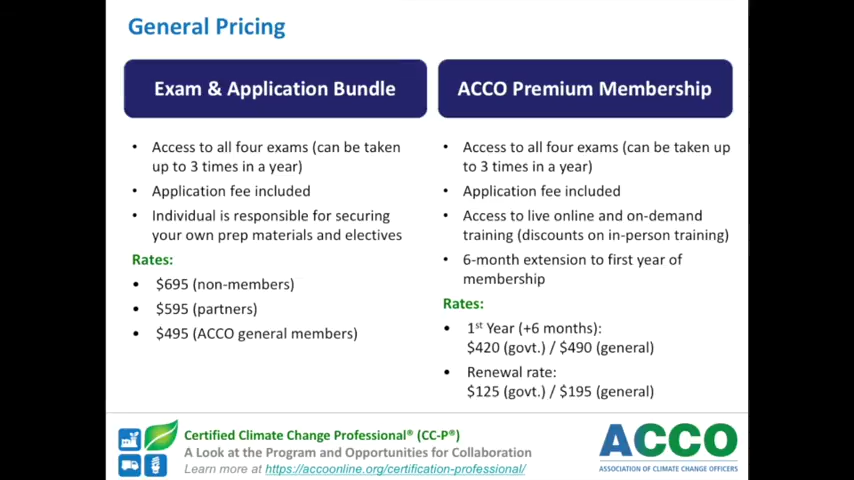 General Pricing
Exam & Application Bundle
• Access to all four exams (can be taken
up to 3 times in a year)
• Application fee included
• Individual is responsible for securing
your own prep materials and electives
Rates:
• $695 (non-members)
• $595 (partners)
• $495 (ACCO general members)
ACCO Premium Membership
• Access to all four exams (can be taken up
to 3 times in a year)
• Application fee included
• Access to live online and on-demand
training (discounts on in-person training)
• 6-month extension to first year of
membership
Rates:
• 1st Year (+6 months):
$420 (govt.) / $490 (general)
• Renewal rate:
$125 (govt.) / $195 (general)
Certified Climate Change Professional® (CC-P®)
A Look at the Program and Opportunities for Collaboration
Learn more at https://accoonline.org/certification-professional/
ACCO
ASSOCIATION OF CLIMATE CHANGE OFFICERS